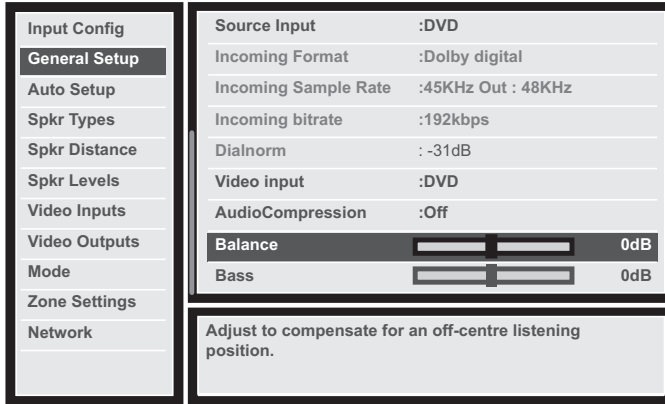 Input Config
General Setup
Auto Setup
Spkr Types
Spkr Distance
Spkr Levels
Video Inputs
Video Outputs
Mode
Zone Settings
Network
Source Input :DVD
Incoming Format :Dolby digital
Incoming Sample Rate :45KHz Out : 48KHz
Incoming bitrate :192kbps
Dialnorm : -31dB
Video input :DVD
AudioCompression :Off
Balance 0dB
Bass 0dB
Adjust to compensate for an off-centre listening
position.